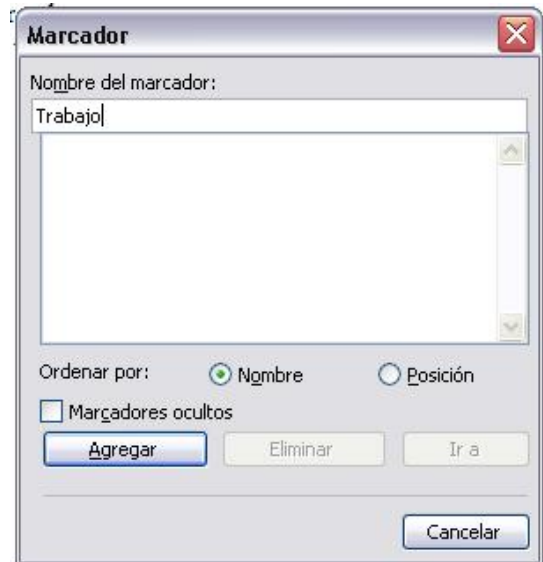 Marcador
Nombre del marcador:
Trabajo
Ordenar por: Nombre Posición
Marcadores ocultos
Agregar Eliminar Ir a
Cancelar